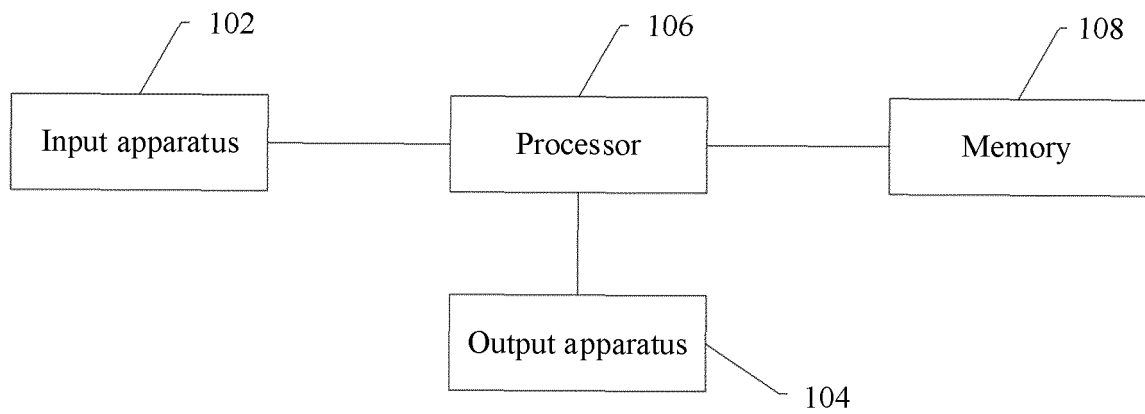 102
106
108
Input apparatus
Processor
Memory
Output apparatus
104